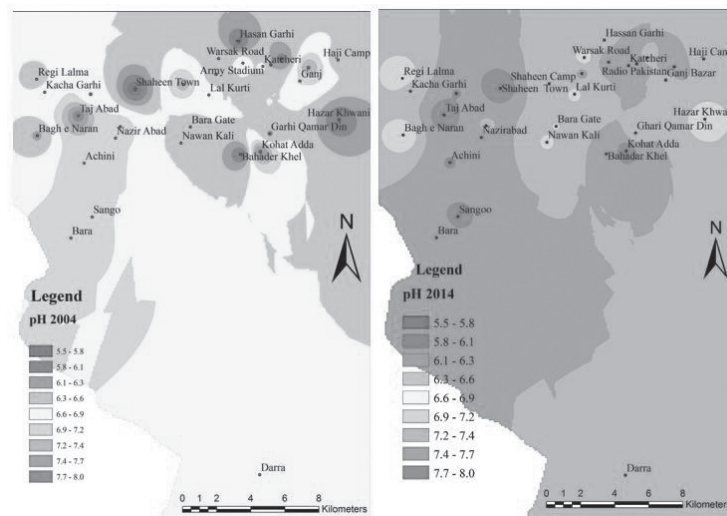 Hasan Garhi
Warsak Road
Haji Camp
Katcheri
Army Stadium
Regi Lalma
Ganj
Kacha Garhi
Shaheen Town
Lal Kurti
Hazar Khwani
Taj Abad
Bara Gate
Bagh e Naran
Nazir Abad
Garhi Qamar Din
Nawan Kali
Kohat Adda
Achini
Bahader Khel
Sango
Bara
N
Legend
pH 2004
5.5 - 5.8
5.8 - 6.1
6.1 - 6.3
6.3 - 6.6
6.6 - 6.9
6.9 - 7.2
7.2 - 7.4
7.4 - 7.7
7.7 - 8.0
Darra
0 2 4 6 8
Kilometers
Hassan Garhi
Warsak Road
Haji Camp
Katcheri
Regi Lalma
Shaheen Camp
Radio Pakistan
Ganj Bazar
Kacha Garhi
Shaheen Town
Lal Kurti
Taj Abad
Hazar Khwa
Bara Gate
Bagh e Naran
Nazirabad
Ghari Qamar Din
Nawan Kali
Kohat Adda
Achini
Bahadar Khel
Sangoo
Bara
N
Legend
pH 2014
5.5 - 5.8
5.8 - 6.1
6.1 - 6.3
6.3 - 6.6
6.6 - 6.9
6.9 - 7.2
7.2 - 7.4
7.4 - 7.7
7.7 - 8.0
Darra
0 2 4 6 8
Kilometers